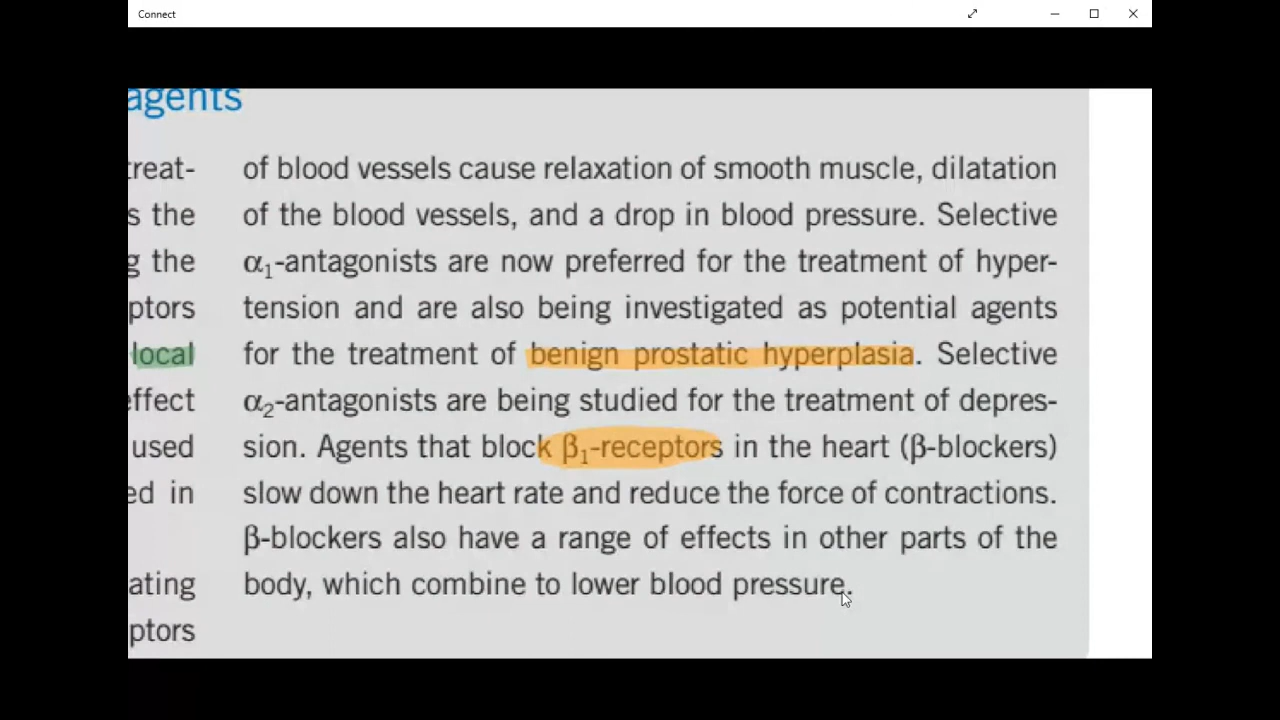 Connect
agents
treat-
s the
g the
ptors
local
effect
used
ed in
ating
ptors
of blood vessels cause relaxation of smooth muscle, dilatation
of the blood vessels, and a drop in blood pressure. Selective
α₁-antagonists are now preferred for the treatment of hyper-
tension and are also being investigated as potential agents
for the treatment of benign prostatic hyperplasia. Selective
α₂-antagonists are being studied for the treatment of depres-
sion. Agents that block β₁-receptors in the heart (β-blockers)
slow down the heart rate and reduce the force of contractions.
β-blockers also have a range of effects in other parts of the
body, which combine to lower blood pressure.